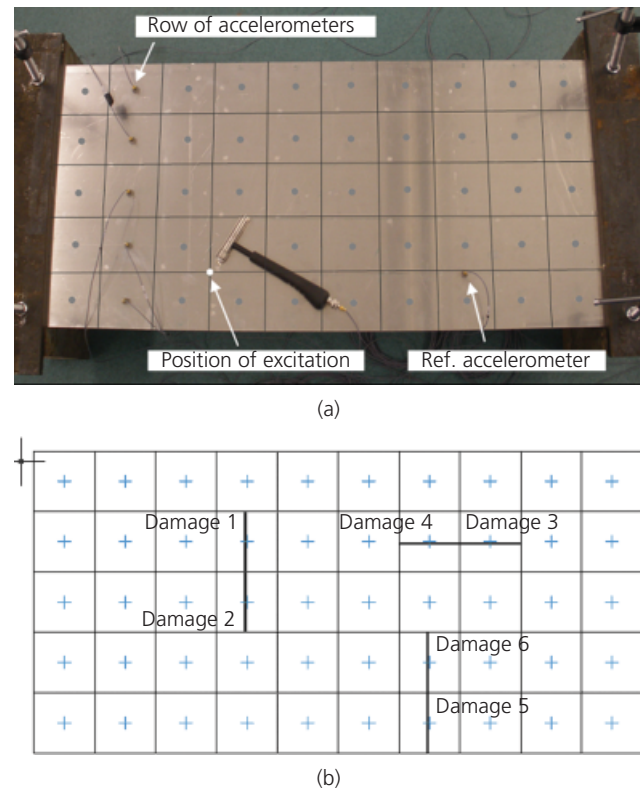 Row of accelerometers
Position of excitation
Ref. accelerometer
(a)
Damage 1
Damage 4
Damage 3
Damage 2
Damage 6
Damage 5
(b)